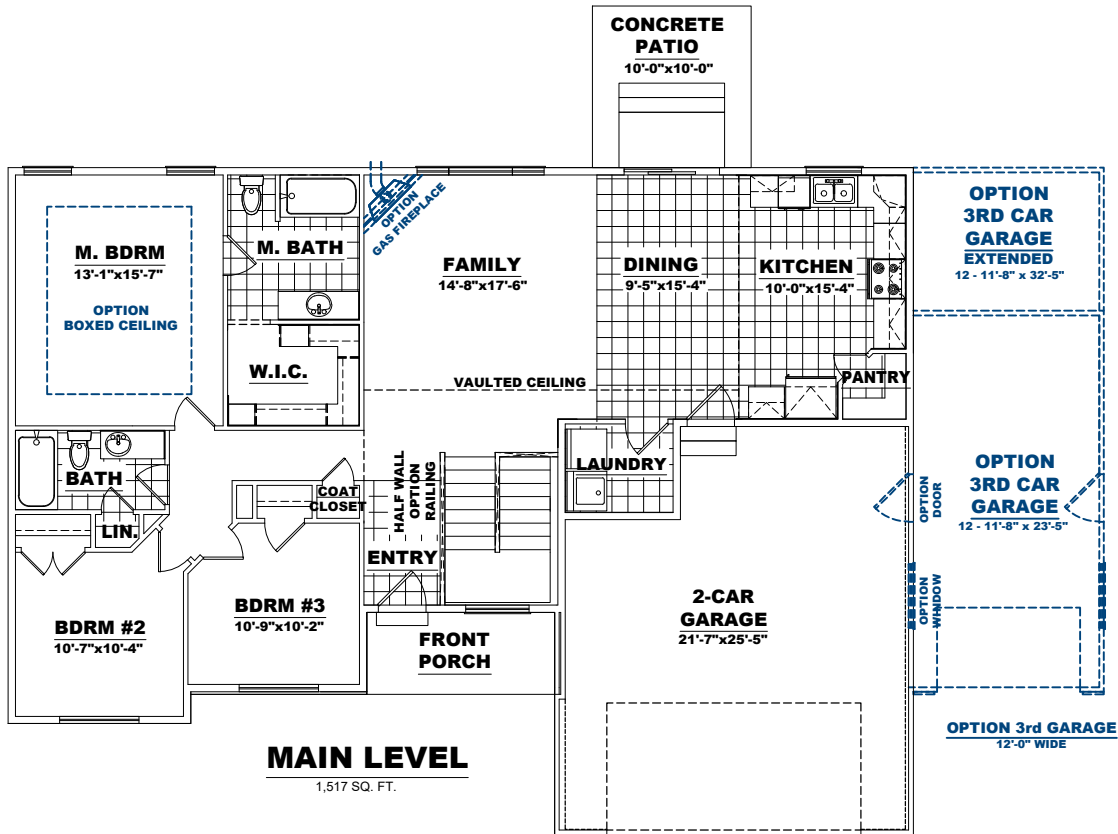 CONCRETE
PATIO
10'-0"x10'-0"
M. BDRM
13'-1"x15'-7"
OPTION
BOXED CEILING
M. BATH
W.I.C.
OPTION
GAS FIREPLACE
FAMILY
14'-8"x17'-6"
DINING
9'-5"x15'-4"
KITCHEN
10'-0"x15'-4"
PANTRY
VAULTED CEILING
OPTION
3RD CAR
GARAGE
EXTENDED
12 - 11'-8" x 32'-5"
BATH
LIN.
COAT
CLOSET
HALF WALL
OPTION
RAILING
ENTRY
LAUNDRY
OPTION
DOOR
OPTION
3RD CAR
GARAGE
12 - 11'-8" x 23'-5"
OPTION
WINDOW
BDRM #2
10'-7"x10'-4"
BDRM #3
10'-9"x10'-2"
FRONT
PORCH
2-CAR
GARAGE
21'-7"x25'-5"
OPTION 3rd GARAGE
12'-0" WIDE
MAIN LEVEL
1,517 SQ. FT.